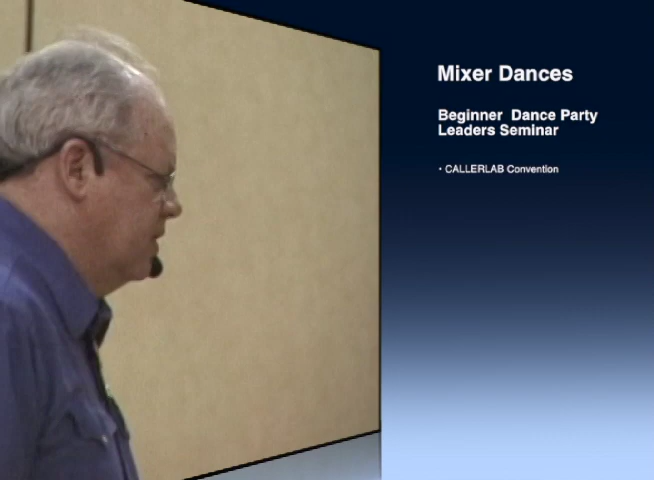 Mixer Dances
Beginner  Dance Party
Leaders Seminar
· CALLERLAB Convention